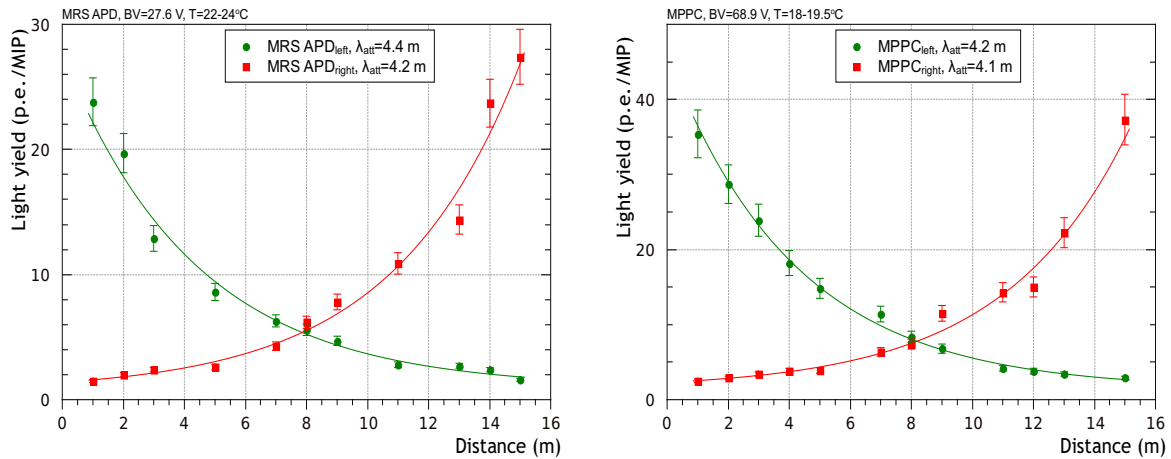 MRS APD, BV=27.6 V, T=22-24ºC
MRS APDleft, λatt=4.4 m
MRS APDright, λatt=4.2 m
Light yield (p.e./MIP)
30
20
10
0
0 2 4 6 8 10 12 14 16
Distance (m)
MPPC, BV=68.9 V, T=18-19.5ºC
MPPCleft, λatt=4.2 m
MPPCright, λatt=4.1 m
Light yield (p.e./MIP)
40
20
0
0 2 4 6 8 10 12 14 16
Distance (m)